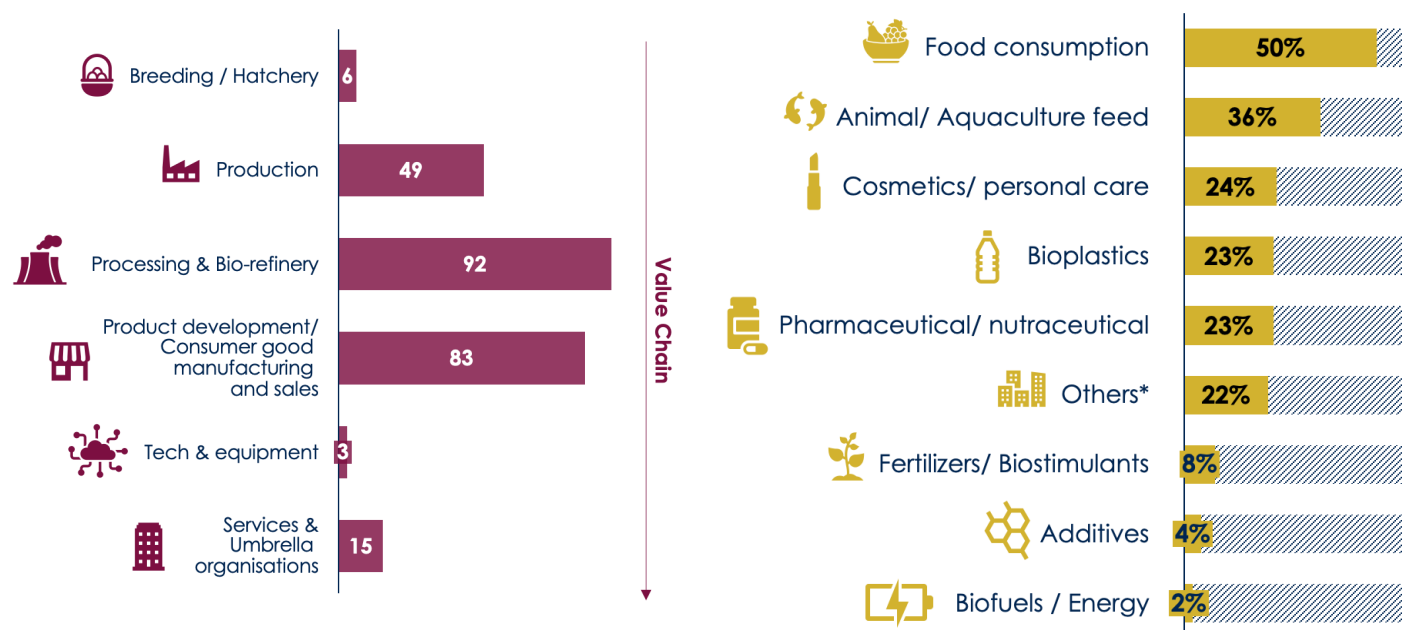 Breeding / Hatchery
6
Production
49
Processing & Bio-refinery
92
Product development/
Consumer good
manufacturing
and sales
83
Tech & equipment
3
Services &
Umbrella
organisations
15
Value Chain
Food consumption
50%
Animal/ Aquaculture feed
36%
Cosmetics/ personal care
24%
Bioplastics
23%
Pharmaceutical/ nutraceutical
23%
Others*
22%
Fertilizers/ Biostimulants
8%
Additives
4%
Biofuels / Energy
2%